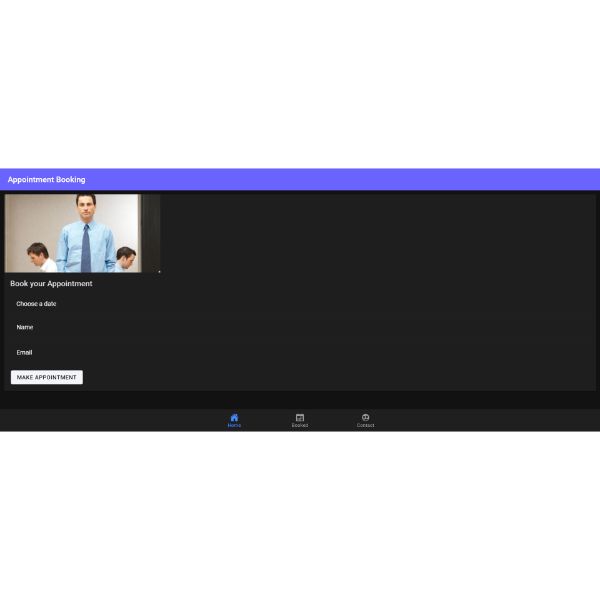 Appointment Booking
Book your Appointment
Choose a date
Name
Email
MAKE APPOINTMENT
Home
Booked
Contact